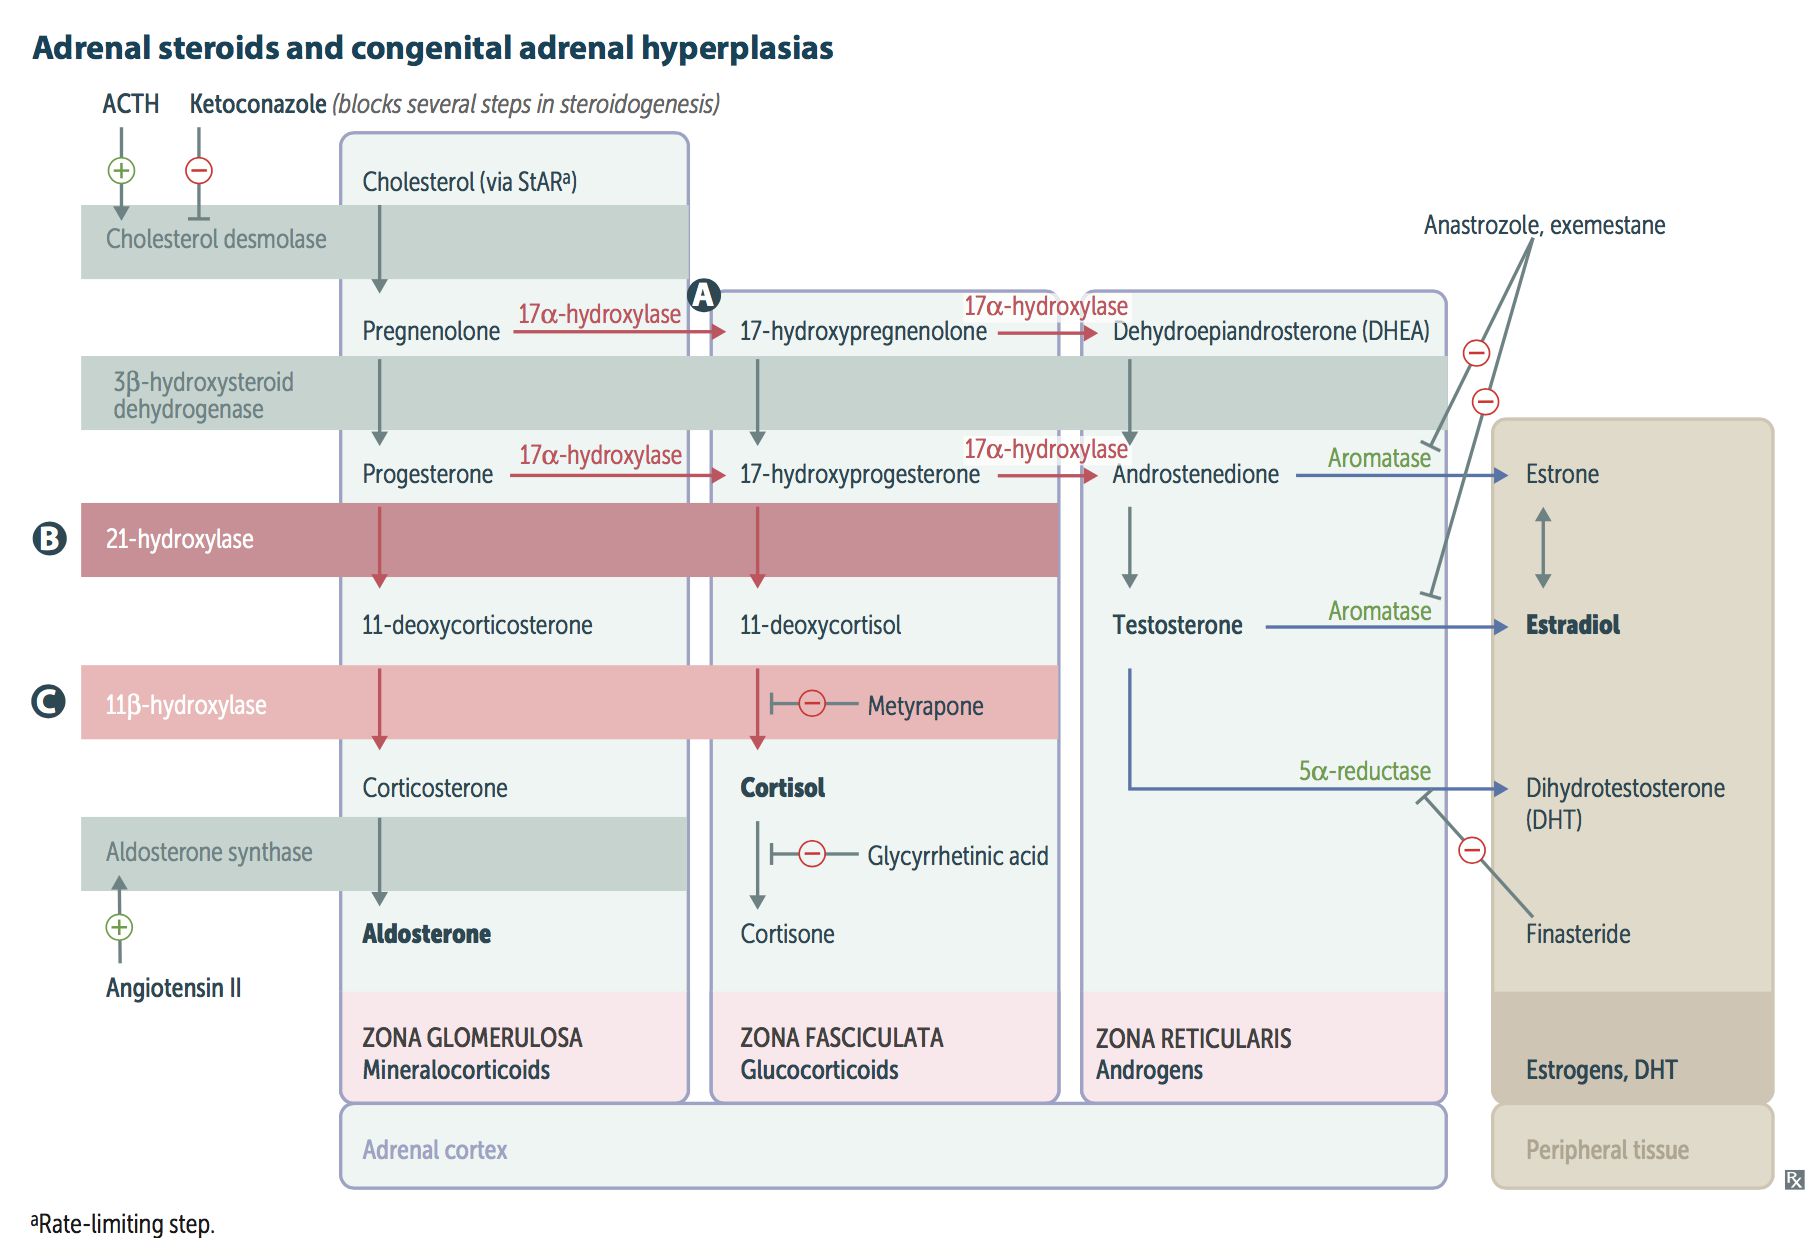 Adrenal steroids and congenital adrenal hyperplasias
ACTH
Ketoconazole (blocks several steps in steroidogenesis)
+
−
Cholesterol (via StARª)
Cholesterol desmolase
Anastrozole, exemestane
A
17α-hydroxylase
17α-hydroxylase
Pregnenolone
17-hydroxypregnenolone
Dehydroepiandrosterone (DHEA)
−
3β-hydroxysteroid
dehydrogenase
−
17α-hydroxylase
17α-hydroxylase
Aromatase
Progesterone
17-hydroxyprogesterone
Androstenedione
Estrone
B
21-hydroxylase
Aromatase
11-deoxycorticosterone
11-deoxycortisol
Testosterone
Estradiol
C
11β-hydroxylase
−
Metyrapone
5α-reductase
Corticosterone
Cortisol
Dihydrotestosterone
(DHT)
Aldosterone synthase
−
Glycyrrhetinic acid
−
+
Aldosterone
Cortisone
Finasteride
Angiotensin II
ZONA GLOMERULOSA
Mineralocorticoids
ZONA FASCICULATA
Glucocorticoids
ZONA RETICULARIS
Androgens
Estrogens, DHT
Adrenal cortex
Peripheral tissue
Rx
ªRate-limiting step.